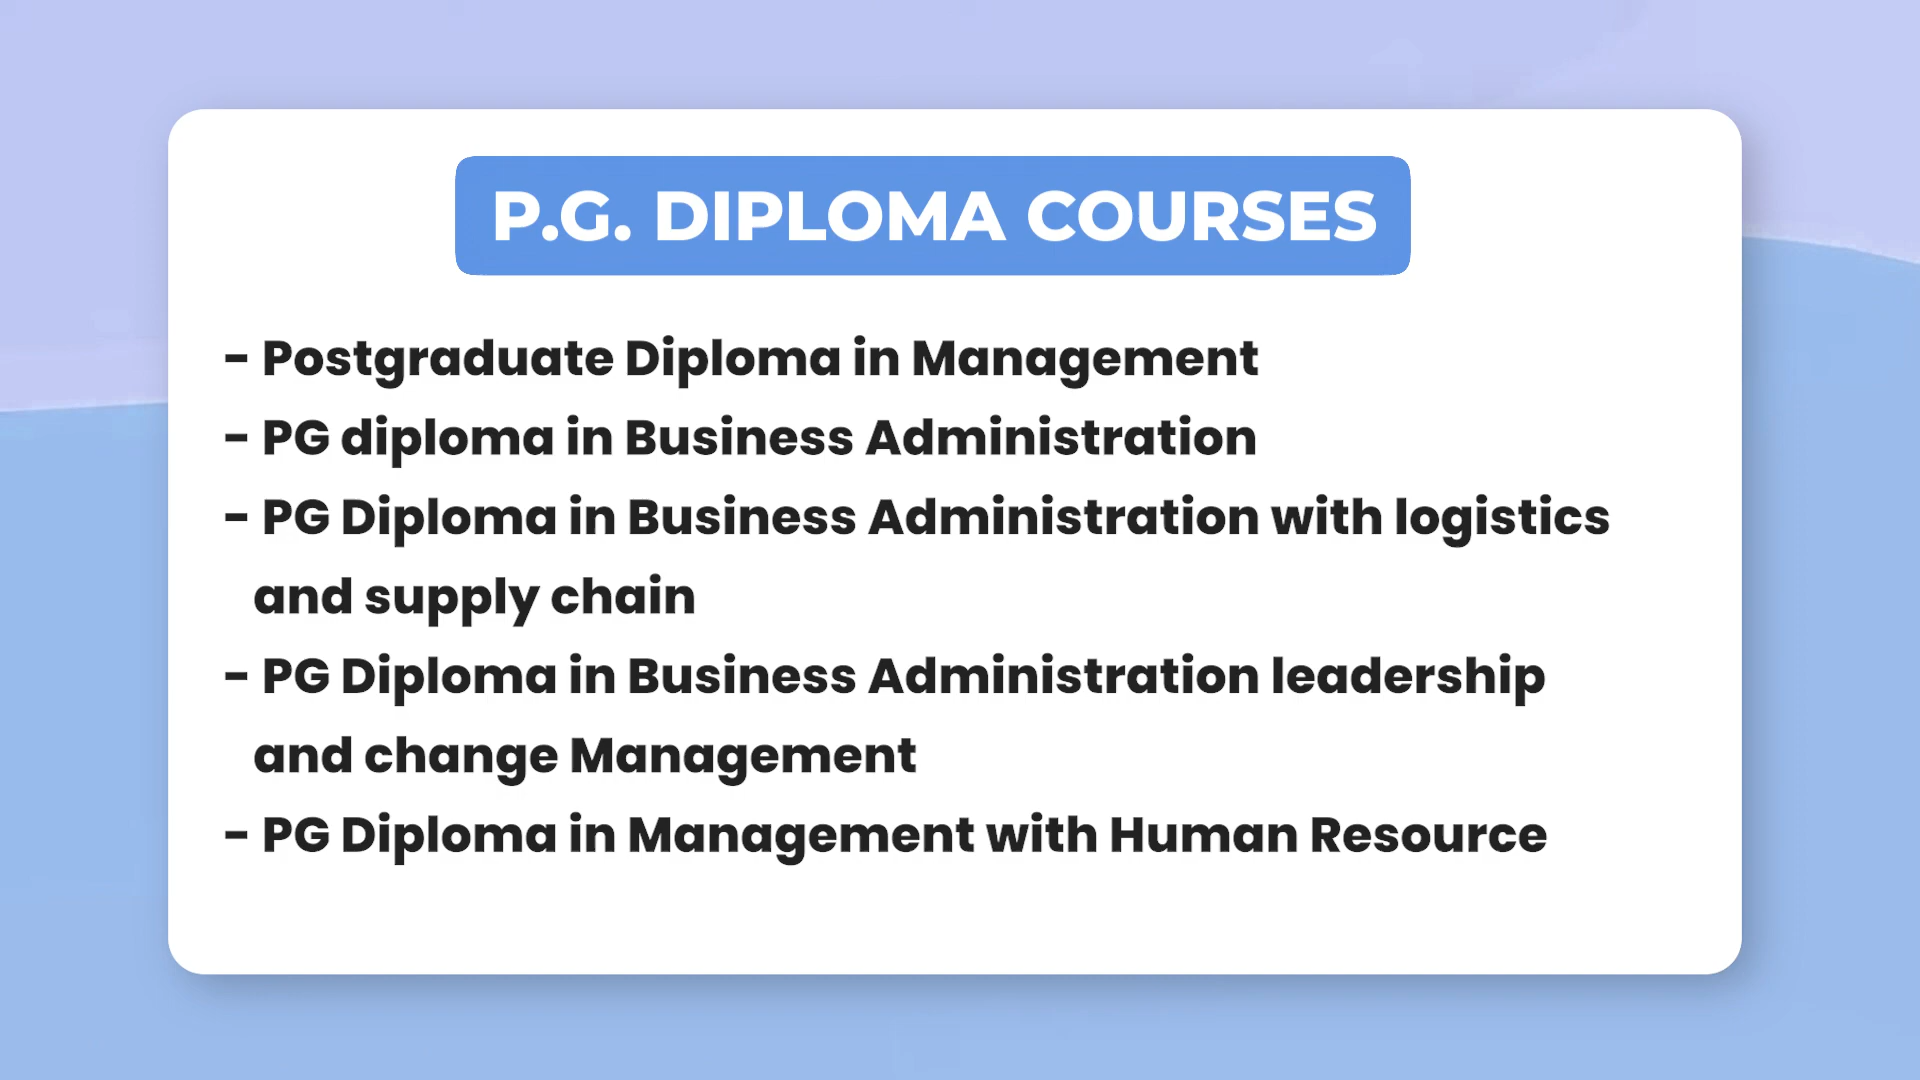 P.G. DIPLOMA COURSES
- Postgraduate Diploma in Management
- PG diploma in Business Administration
- PG Diploma in Business Administration with logistics
and supply chain
- PG Diploma in Business Administration leadership
and change Management
- PG Diploma in Management with Human Resource